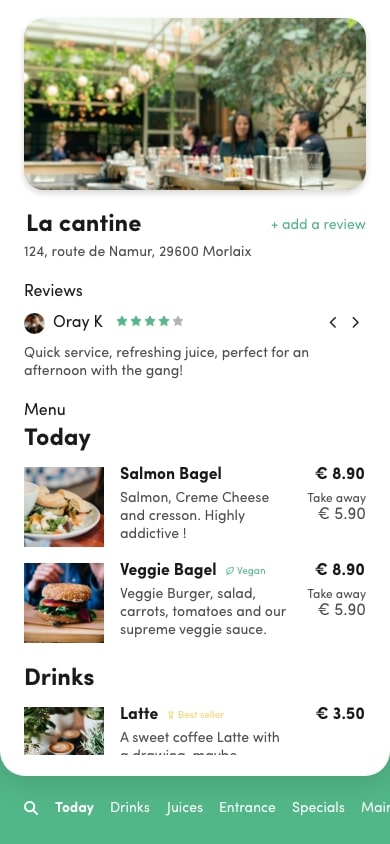 La cantine
+ add a review
124, route de Namur, 29600 Morlaix
Reviews
Oray K
Quick service, refreshing juice, perfect for an
afternoon with the gang!
Menu
Today
Salmon Bagel € 8.90
Salmon, Creme Cheese
and cresson. Highly
addictive !
Take away
€ 5.90
Veggie Bagel Vegan € 8.90
Veggie Burger, salad,
carrots, tomatoes and our
supreme veggie sauce.
Take away
€ 5.90
Drinks
Latte Best seller € 3.50
A sweet coffee Latte with
a drawing, maybe
Today Drinks Juices Entrance Specials Main